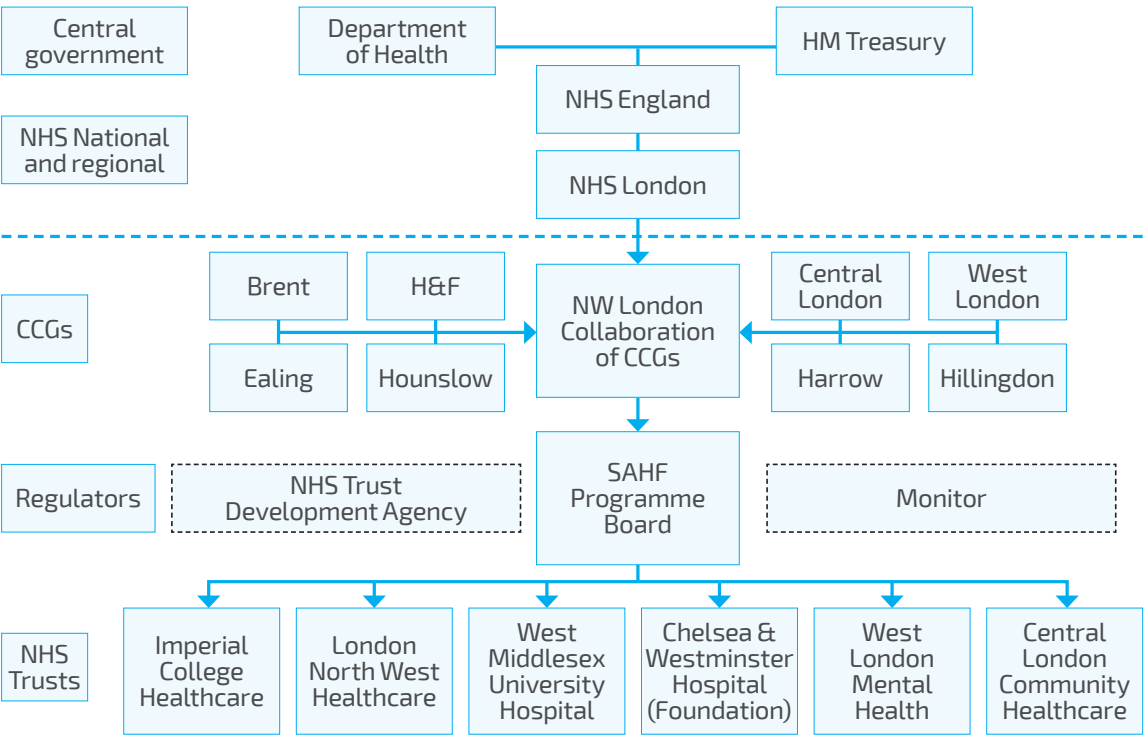 Central
government
Department
of Health
HM Treasury
NHS England
NHS National
and regional
NHS London
Brent
H&F
Central
London
West
London
CCGs
NW London
Collaboration
of CCGs
Ealing
Hounslow
Harrow
Hillingdon
Regulators
NHS Trust
Development Agency
SAHF
Programme
Board
Monitor
NHS
Trusts
Imperial
College
Healthcare
London
North West
Healthcare
West
Middlesex
University
Hospital
Chelsea &
Westminster
Hospital
(Foundation)
West
London
Mental
Health
Central
London
Community
Healthcare